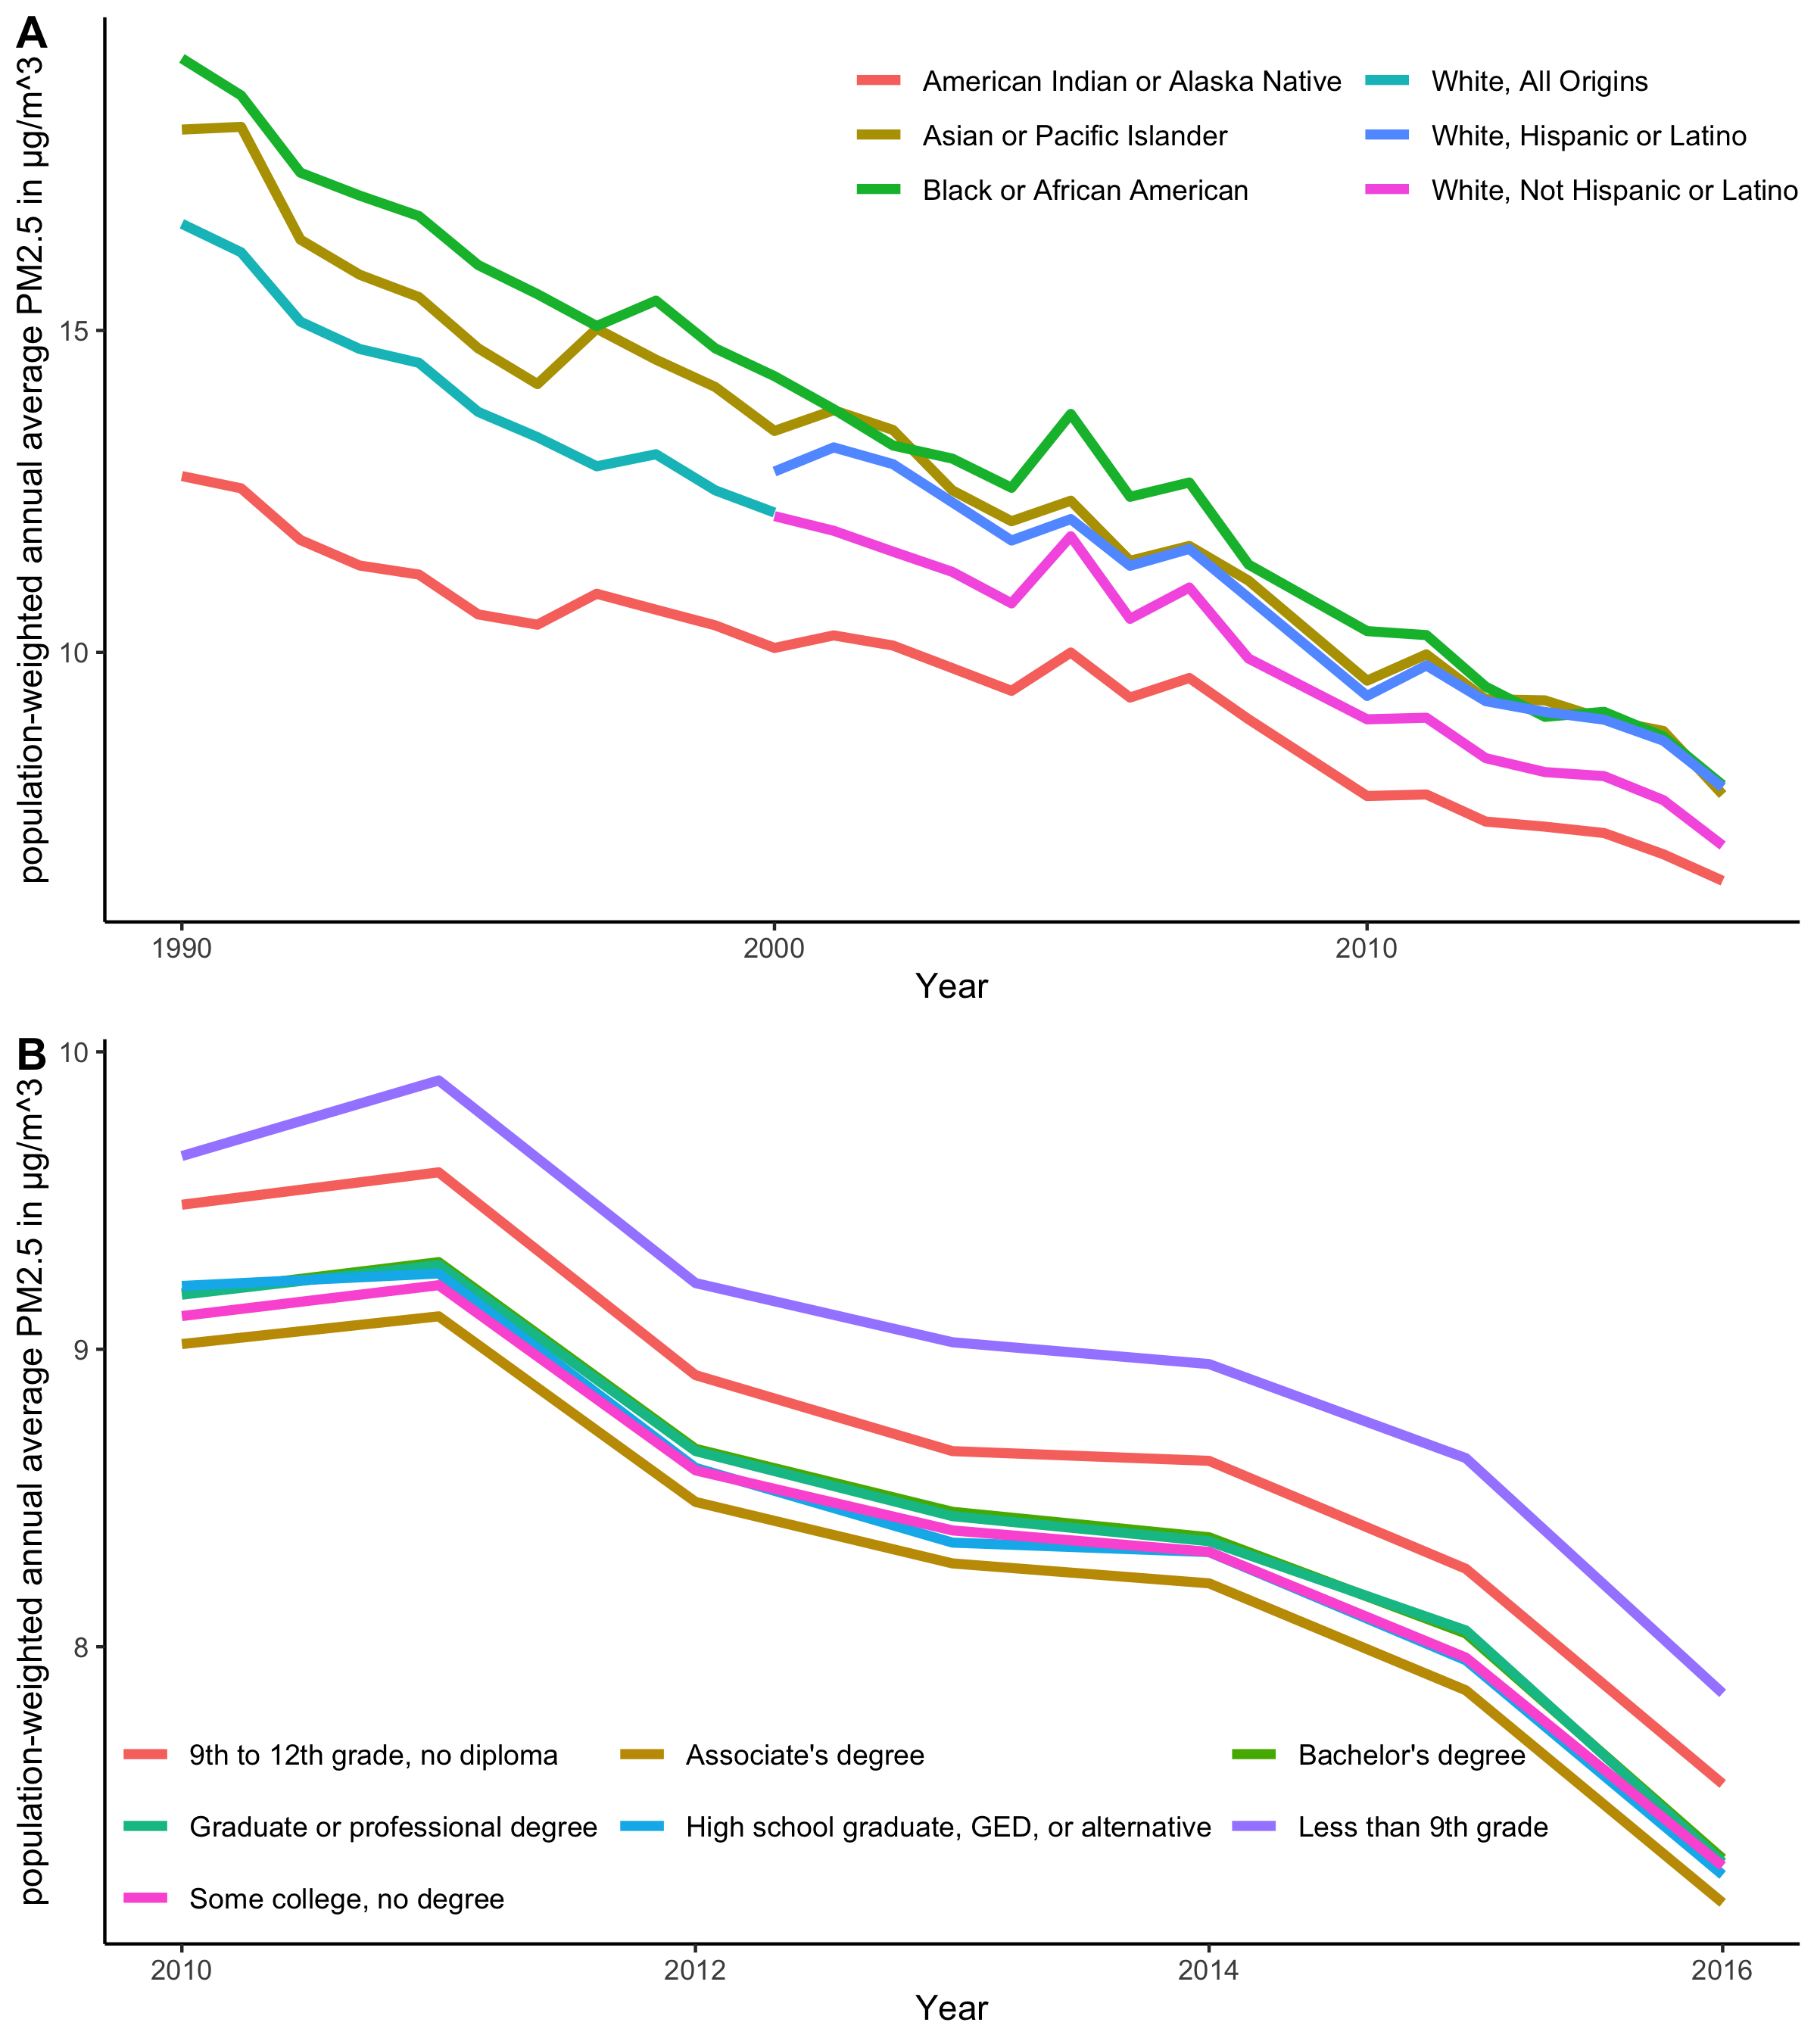 A
population-weighted annual average PM2.5 in µg/m^3
American Indian or Alaska Native
White, All Origins
Asian or Pacific Islander
White, Hispanic or Latino
Black or African American
White, Not Hispanic or Latino
15
10
1990
2000
2010
Year
B
population-weighted annual average PM2.5 in µg/m^3
10
9
8
9th to 12th grade, no diploma
Associate's degree
Bachelor's degree
Graduate or professional degree
High school graduate, GED, or alternative
Less than 9th grade
Some college, no degree
2010
2012
2014
2016
Year